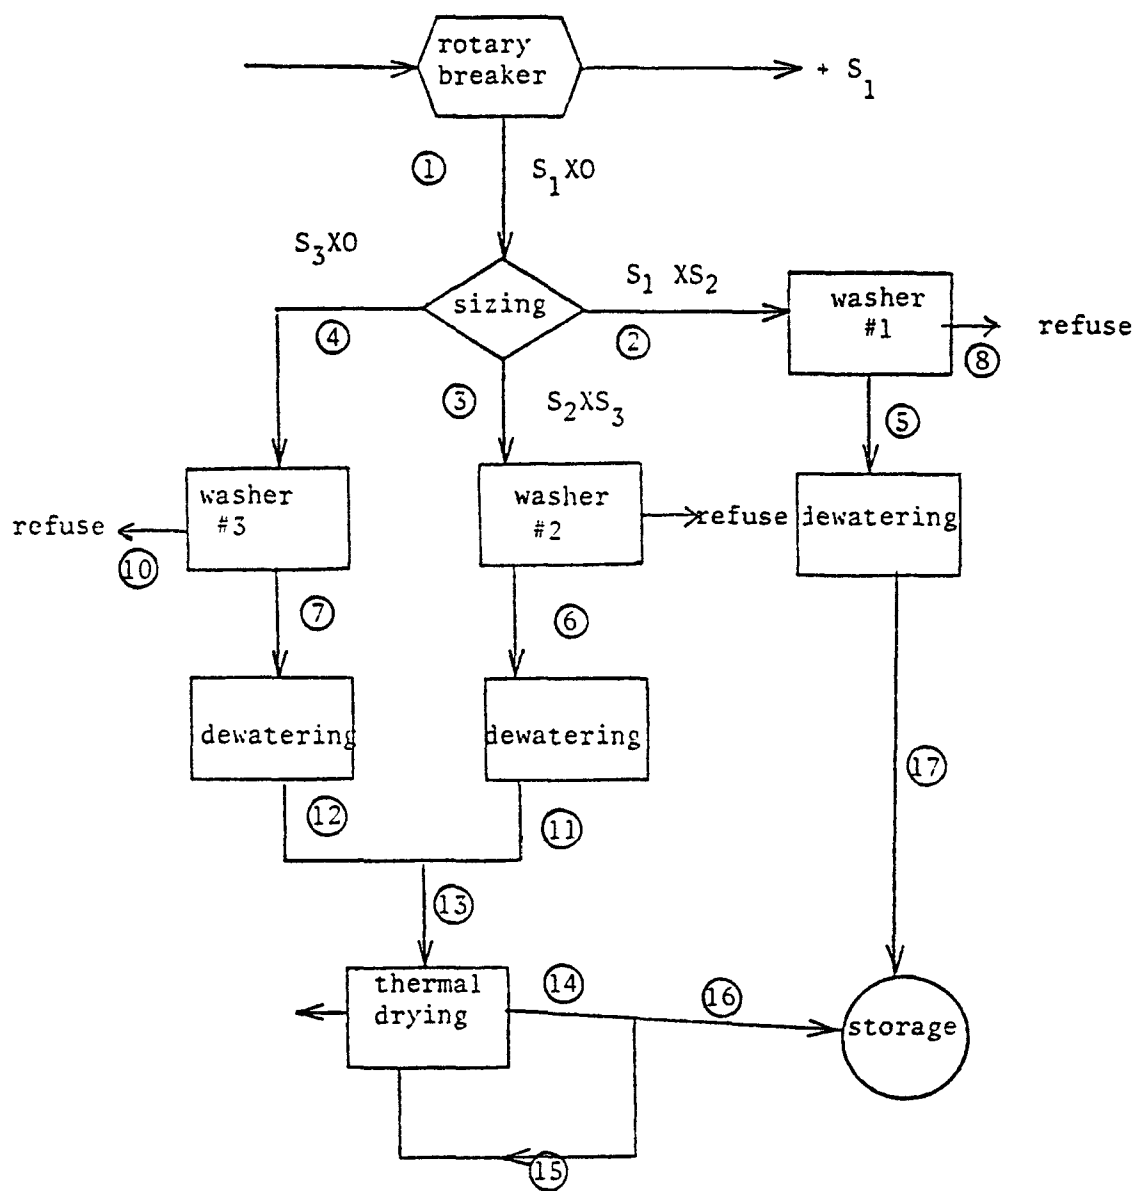 rotary
breaker
+ S1
1
S1XO
S3XO
S1 XS2
sizing
washer
#1
refuse
4
2
8
3
S2XS3
5
washer
#3
washer
#2
refuse
refuse
dewatering
10
7
6
dewatering
dewatering
17
12
11
13
thermal
drying
14
16
storage
15